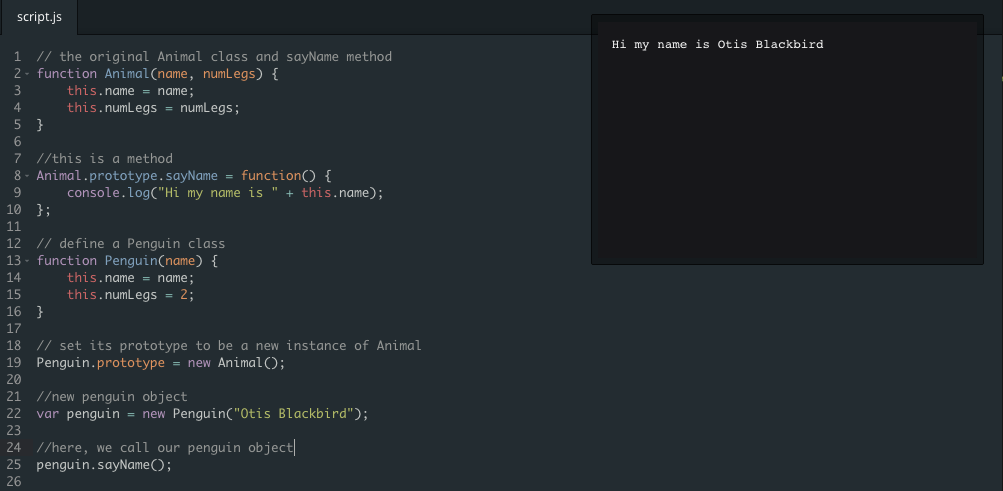 script.js
Hi my name is Otis Blackbird
1 // the original Animal class and sayName method
2 function Animal(name, numLegs) {
3     this.name = name;
4     this.numLegs = numLegs;
5 }
6
7 //this is a method
8 Animal.prototype.sayName = function() {
9     console.log("Hi my name is " + this.name);
10 };
11
12 // define a Penguin class
13 function Penguin(name) {
14     this.name = name;
15     this.numLegs = 2;
16 }
17
18 // set its prototype to be a new instance of Animal
19 Penguin.prototype = new Animal();
20
21 //new penguin object
22 var penguin = new Penguin("Otis Blackbird");
23
24 //here, we call our penguin object
25 penguin.sayName();
26